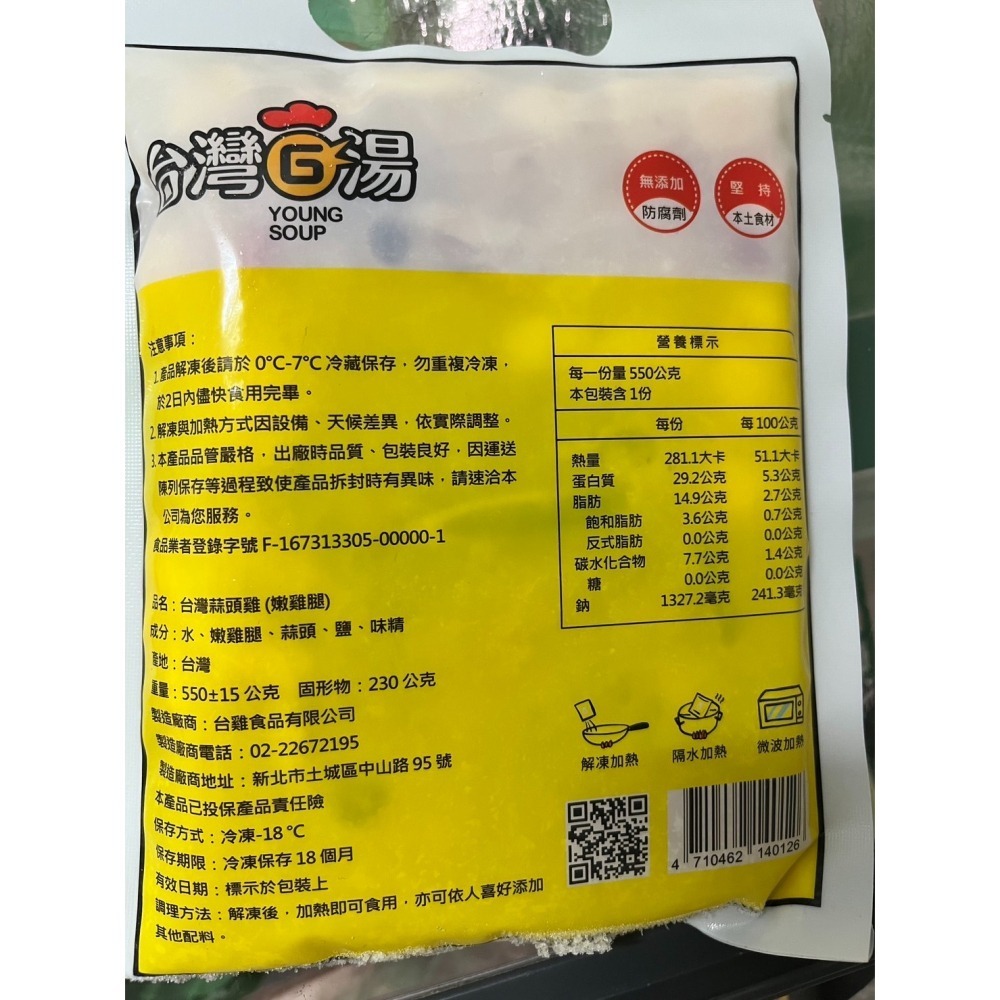 台灣G湯
YOUNG
SOUP
無添加
防腐劑
堅持
本土食材
注意事項：
1.產品解凍後請於 0°C-7°C 冷藏保存，勿重複冷凍，
於2日內儘快食用完畢。
2.解凍與加熱方式因設備、天候差異，依實際調整。
3.本產品品管嚴格，出廠時品質、包裝良好，因運送
陳列保存等過程致使產品拆封時有異味，請速洽本
公司為您服務。
食品業者登錄字號 F-167313305-00000-1
品名：台灣蒜頭雞 (嫩雞腿)
成分：水、嫩雞腿、蒜頭、鹽、味精
產地：台灣
重量：550±15 公克 固形物：230 公克
製造廠商：台雞食品有限公司
製造廠商電話：02-22672195
製造廠商地址：新北市土城區中山路 95 號
本產品已投保產品責任險
保存方式：冷凍-18 °C
保存期限：冷凍保存 18 個月
有效日期：標示於包裝上
調理方法：解凍後，加熱即可食用，亦可依人喜好添加
其他配料。
營養標示
每一份量 550公克
本包裝含 1份
每份 每 100公克
熱量 281.1大卡 51.1大卡
蛋白質 29.2公克 5.3公克
脂肪 14.9公克 2.7公克
飽和脂肪 3.6公克 0.7公克
反式脂肪 0.0公克 0.0公克
碳水化合物 7.7公克 1.4公克
糖 0.0公克 0.0公克
鈉 1327.2毫克 241.3毫克
解凍加熱 隔水加熱 微波加熱
4 710462 140126